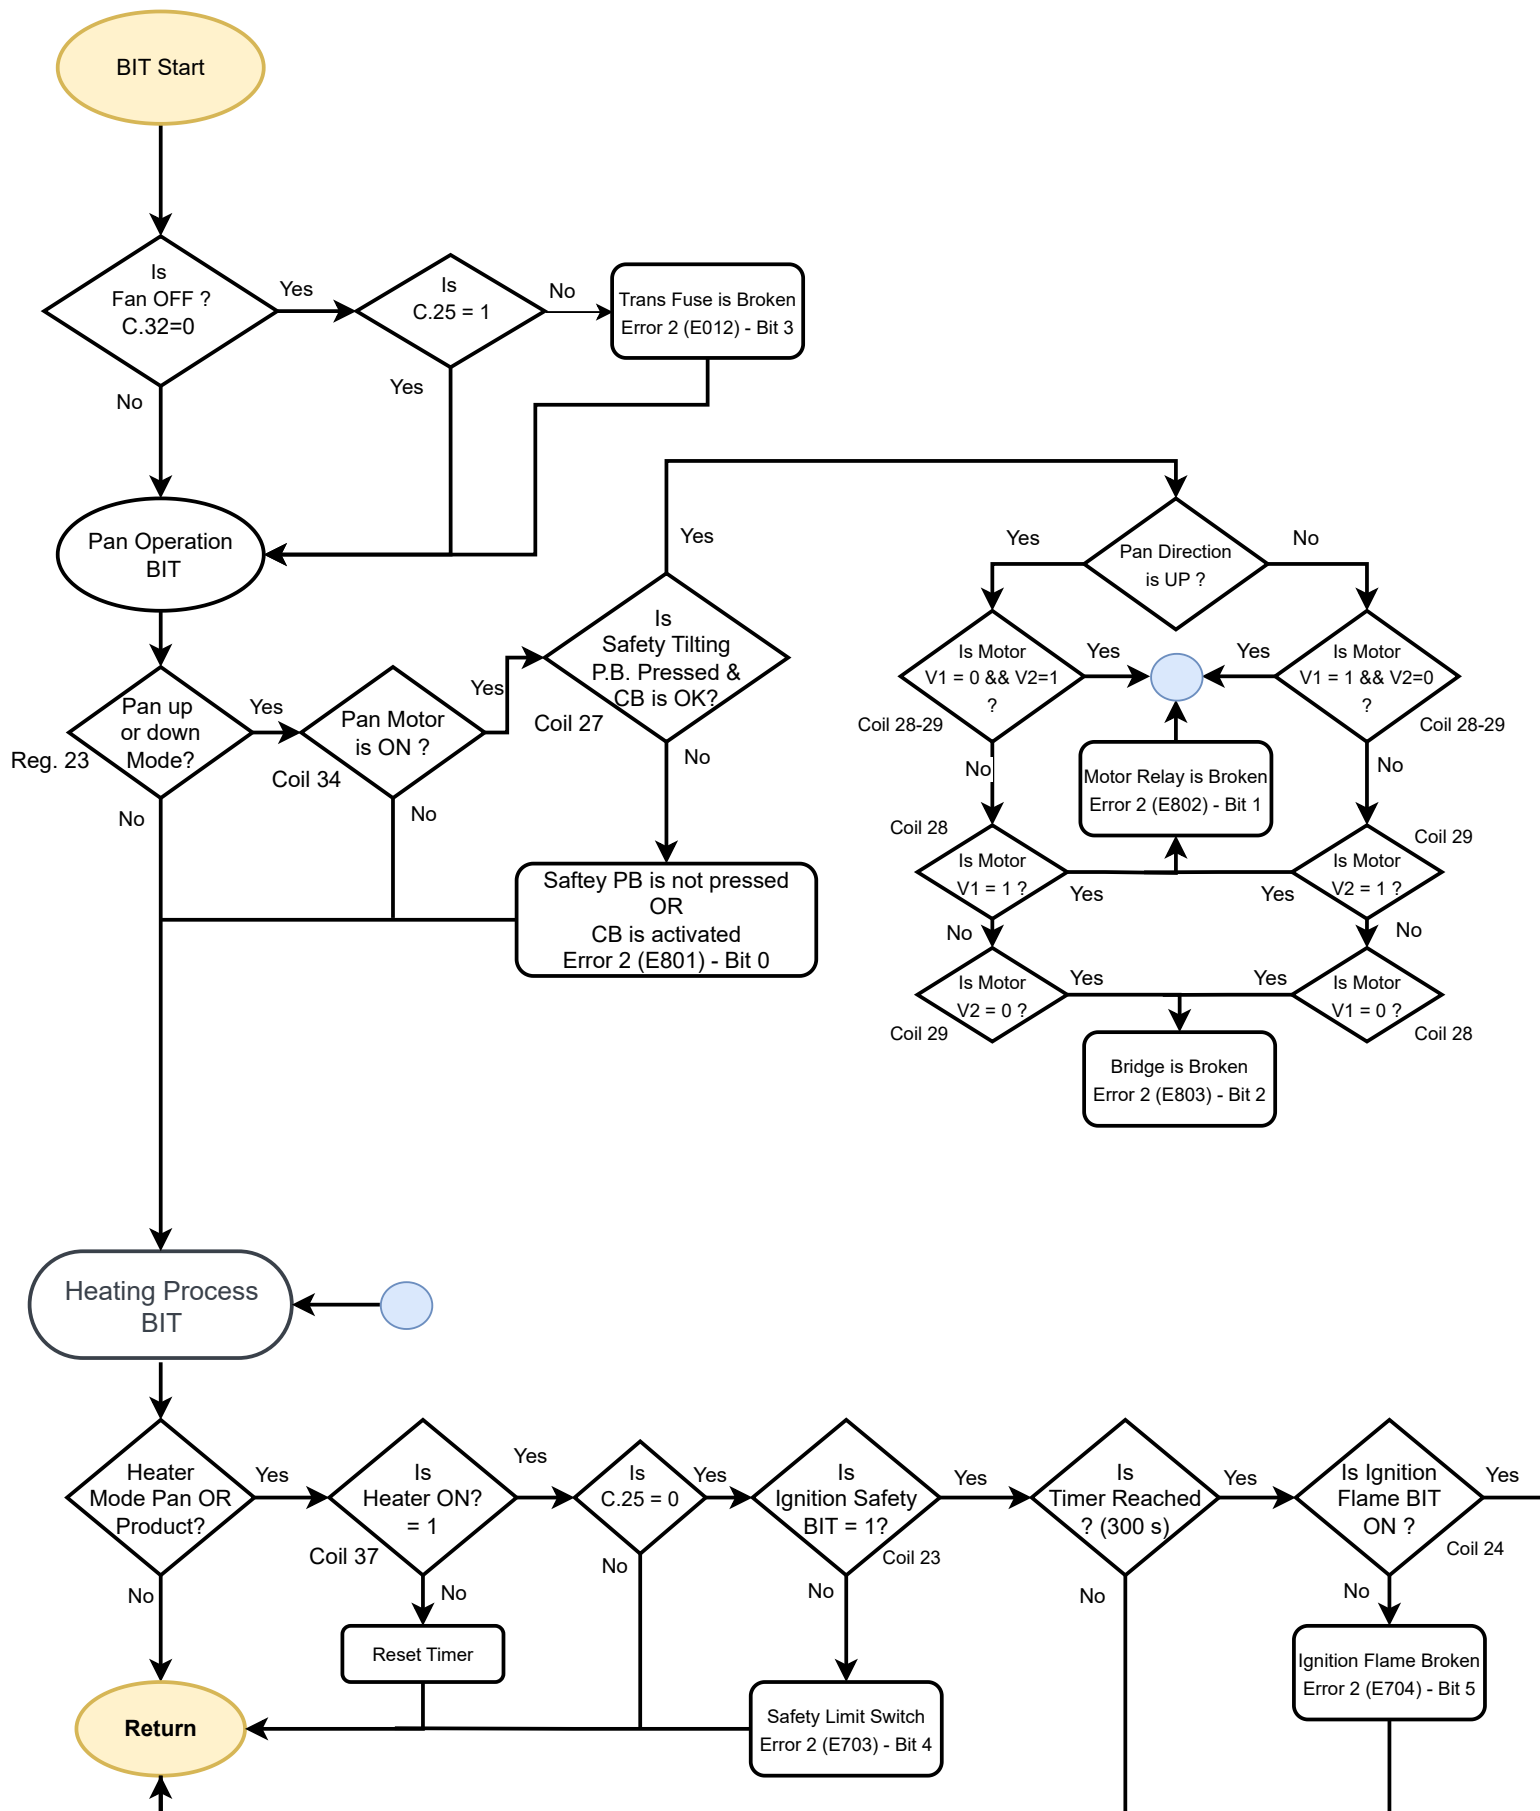 BIT Start
Is
Fan OFF ?
C.32=0
Yes
Is
C.25 = 1
No
Trans Fuse is Broken
Error 2 (E012) - Bit 3
No
Yes
Pan Operation
BIT
Pan up
or down
Mode?
Reg. 23
Yes
No
Pan Motor
is ON ?
Coil 34
Yes
No
Is
Safety Tilting
P.B. Pressed &
CB is OK?
Coil 27
Yes
No
Saftey PB is not pressed
OR
CB is activated
Error 2 (E801) - Bit 0
Pan Direction
is UP ?
Yes
No
Is Motor
V1 = 0 && V2=1
?
Coil 28-29
Yes
No
Is Motor
V1 = 1 && V2=0
?
Coil 28-29
Yes
No
Motor Relay is Broken
Error 2 (E802) - Bit 1
Coil 28
Is Motor
V1 = 1 ?
Yes
No
Coil 29
Is Motor
V2 = 1 ?
Yes
No
Is Motor
V2 = 0 ?
Coil 29
Yes
Is Motor
V1 = 0 ?
Coil 28
Yes
Bridge is Broken
Error 2 (E803) - Bit 2
Heating Process
BIT
Heater
Mode Pan OR
Product?
Yes
No
Is
Heater ON?
= 1
Coil 37
Yes
No
Reset Timer
Is
C.25 = 0
Yes
No
Is
Ignition Safety
BIT = 1?
Coil 23
Yes
No
Safety Limit Switch
Error 2 (E703) - Bit 4
Is
Timer Reached
? (300 s)
Yes
No
Is Ignition
Flame BIT
ON ?
Coil 24
Yes
No
Ignition Flame Broken
Error 2 (E704) - Bit 5
Return